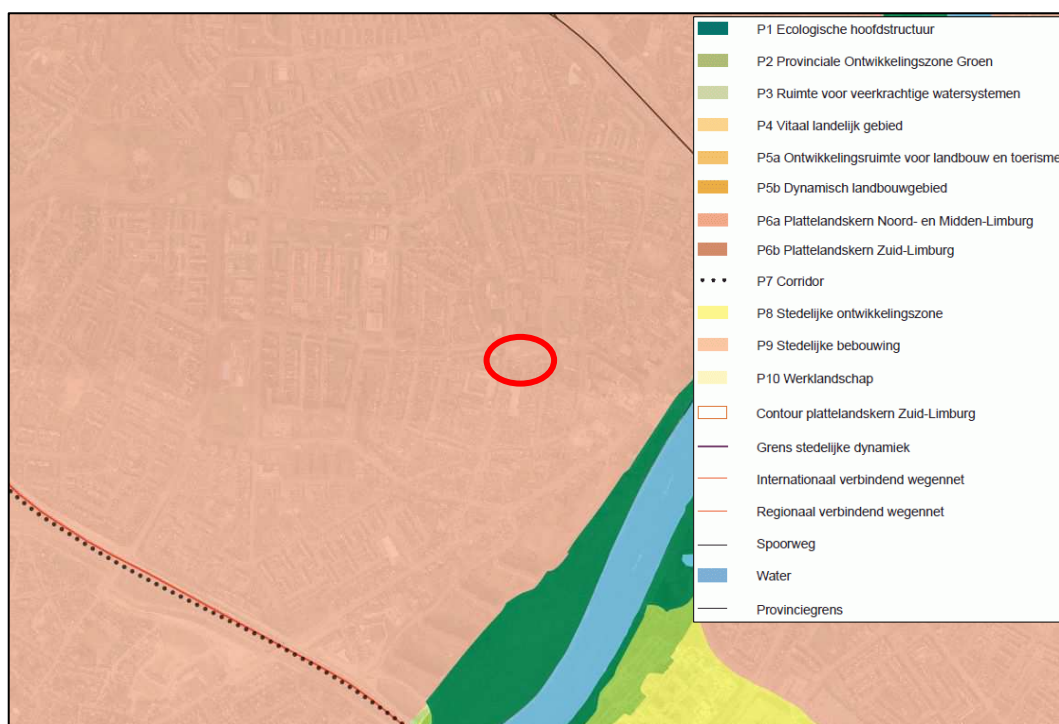 P1 Ecologische hoofdstructuur
P2 Provinciale Ontwikkelingszone Groen
P3 Ruimte voor veerkrachtige watersystemen
P4 Vitaal landelijk gebied
P5a Ontwikkelingsruimte voor landbouw en toerisme
P5b Dynamisch landbouwgebied
P6a Plattelandskern Noord- en Midden-Limburg
P6b Plattelandskern Zuid-Limburg
P7 Corridor
P8 Stedelijke ontwikkelingszone
P9 Stedelijke bebouwing
P10 Werklandschap
Contour plattelandskern Zuid-Limburg
Grens stedelijke dynamiek
Internationaal verbindend wegennet
Regionaal verbindend wegennet
Spoorweg
Water
Provinciegrens